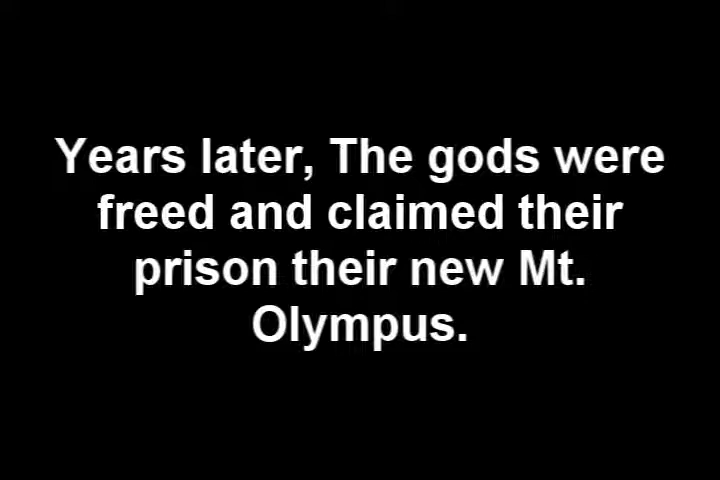 Years later, The gods were
freed and claimed their
prison their new Mt.
Olympus.